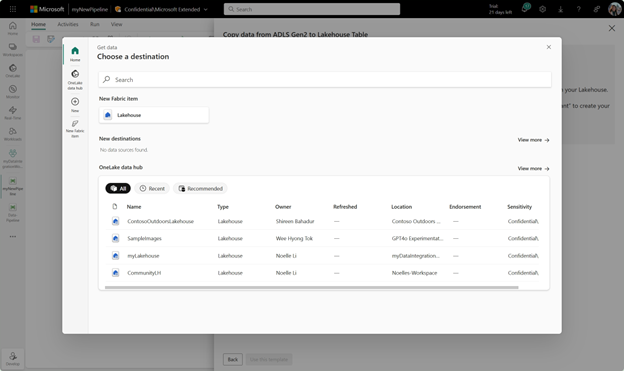 Microsoft
myNewPipeline
Confidential\Microsoft Extended
Search
Trial
21 days left
Home Activities Run View
Copy data from ADLS Gen2 to Lakehouse Table
Home
Workspaces
OneLake
Monitor
Real-Time
Workloads
myNewPipe
line
Copy
Pipeline
Home
OneLake
data hub
New
New Fabric
item
Get data
Choose a destination
Search
New Fabric item
Lakehouse
New destinations
View more
No data sources found.
OneLake data hub
View more
All Recent Recommended
Name Type Owner Refreshed Location Endorsement Sensitivity
ContosoOutdoorsLakehouse Lakehouse Shireen Bahadur — Contoso Outdoors ... — Confidential\
SampleImages Lakehouse Wee Hyong Tok — GPT4o Experimentat... — Confidential\
myLakehouse Lakehouse Noelle Li — myDataIntegration... — Confidential\
CommunityLH Lakehouse Noelle Li — Noelles-Workspace — Confidential\
your Lakehouse.
to create your
Back Use this template